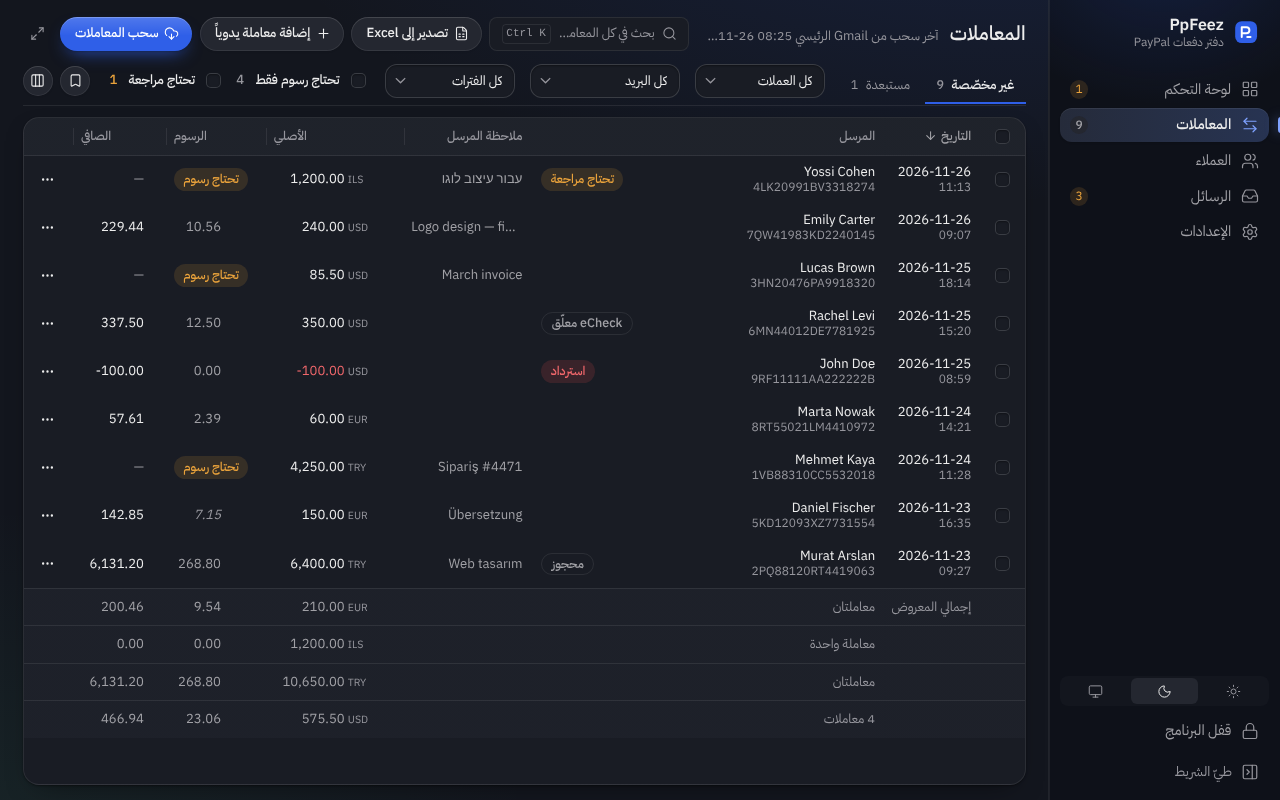 PpFeez
دفتر دفعات PayPal
لوحة التحكم 1
المعاملات 9
العملاء
الرسائل 3
الإعدادات
قفل البرنامج
طيّ الشريط
المعاملات
آخر سحب من Gmail الرئيسي 08:25 26-11...
بحث في كل المعامـ... Ctrl K
تصدير إلى Excel
إضافة معاملة يدوياً
سحب المعاملات
غير مخصّصة 9
مستبعدة 1
كل العملات
كل البريد
كل الفترات
تحتاج رسوم فقط 4
تحتاج مراجعة 1
التاريخ المرسل ملاحظة المرسل الأصلي الرسوم الصافي
2026-11-26 Yossi Cohen تحتاج مراجعة עבור עיצוב לוגו 1,200.00 ILS تحتاج رسوم —
11:13 4LK20991BV3318274
2026-11-26 Emily Carter Logo design — fi... 240.00 USD 10.56 229.44
09:07 7QW41983KD2240145
2026-11-25 Lucas Brown March invoice 85.50 USD تحتاج رسوم —
18:14 3HN20476PA9918320
2026-11-25 Rachel Levi eCheck معلّق 350.00 USD 12.50 337.50
15:20 6MN44012DE7781925
2026-11-25 John Doe استرداد -100.00 USD 0.00 -100.00
08:59 9RF11111AA222222B
2026-11-24 Marta Nowak 60.00 EUR 2.39 57.61
14:21 8RT55021LM4410972
2026-11-24 Mehmet Kaya Sipariş #4471 4,250.00 TRY تحتاج رسوم —
11:28 1VB88310CC5532018
2026-11-23 Daniel Fischer Übersetzung 150.00 EUR 7.15 142.85
16:35 5KD12093XZ7731554
2026-11-23 Murat Arslan محجوز Web tasarım 6,400.00 TRY 268.80 6,131.20
09:27 2PQ88120RT4419063
إجمالي المعروض معاملتان 210.00 EUR 9.54 200.46
معاملة واحدة 1,200.00 ILS 0.00 0.00
معاملتان 10,650.00 TRY 268.80 6,131.20
4 معاملات 575.50 USD 23.06 466.94